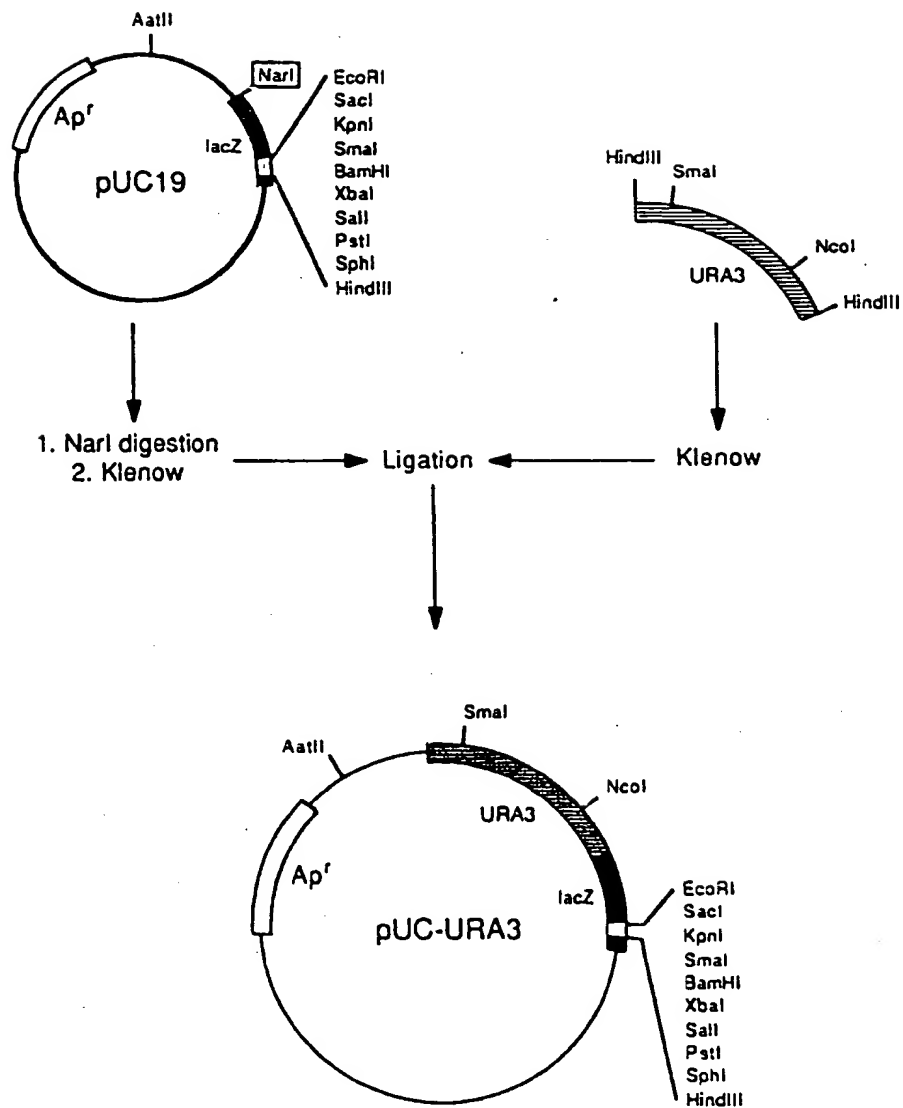 AatII
NarI
Apr
lacZ
pUC19
EcoRI
SacI
KpnI
SmaI
BamHI
XbaI
SalI
PstI
SphI
HindIII
HindIII
SmaI
NcoI
URA3
HindIII
1. NarI digestion
2. Klenow
Ligation
Klenow
SmaI
AatII
NcoI
URA3
Apr
lacZ
pUC-URA3
EcoRI
SacI
KpnI
SmaI
BamHI
XbaI
SalI
PstI
SphI
HindIII